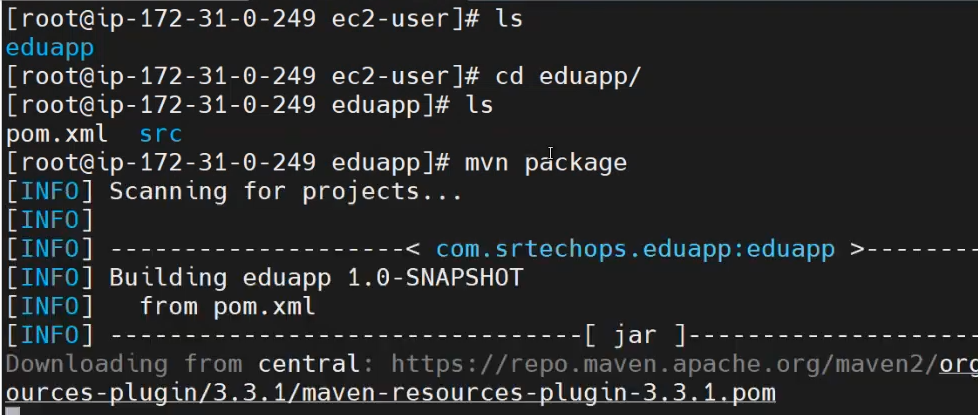 [root@ip-172-31-0-249 ec2-user]# ls
eduapp
[root@ip-172-31-0-249 ec2-user]# cd eduapp/
[root@ip-172-31-0-249 eduapp]# ls
pom.xml  src
[root@ip-172-31-0-249 eduapp]# mvn package
[INFO] Scanning for projects...
[INFO]
[INFO] --------------------< com.srtechops.eduapp:eduapp >--------
[INFO] Building eduapp 1.0-SNAPSHOT
[INFO]   from pom.xml
[INFO] --------------------------------[ jar ]--------------------
Downloading from central: https://repo.maven.apache.org/maven2/org
ources-plugin/3.3.1/maven-resources-plugin-3.3.1.pom